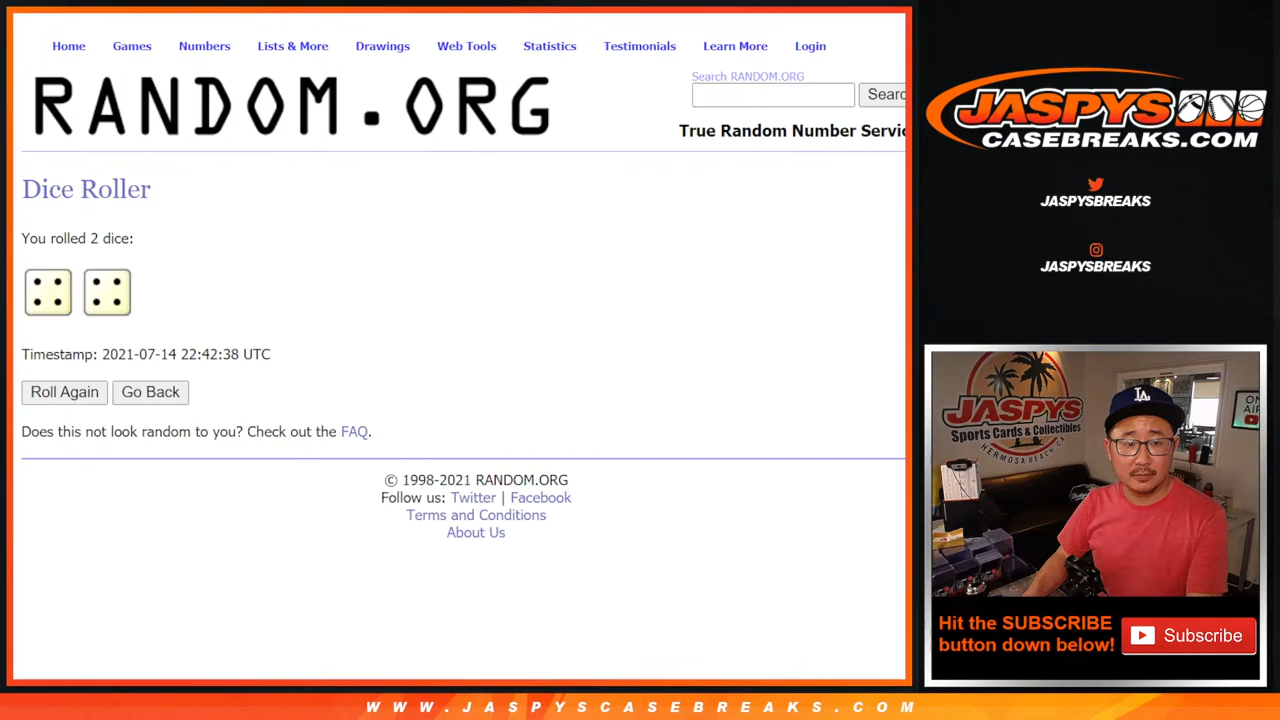 Home Games Numbers Lists & More Drawings Web Tools Statistics Testimonials Learn More Login
RANDOM.ORG
Search RANDOM.ORG
Searc
True Random Number Servic
Dice Roller
You rolled 2 dice:
Timestamp: 2021-07-14 22:42:38 UTC
Roll Again Go Back
Does this not look random to you? Check out the FAQ.
© 1998-2021 RANDOM.ORG
Follow us: Twitter | Facebook
Terms and Conditions
About Us
JASPYS
CASEBREAKS.COM
JASPYSBREAKS
JASPYSBREAKS
JASPYS
Sports Cards & Collectibles
HERMOSA BEACH, CA
ON
AIR
LA
Hit the SUBSCRIBE
button down below!
Subscribe
WWW.JASPYSCASEBREAKS.COM